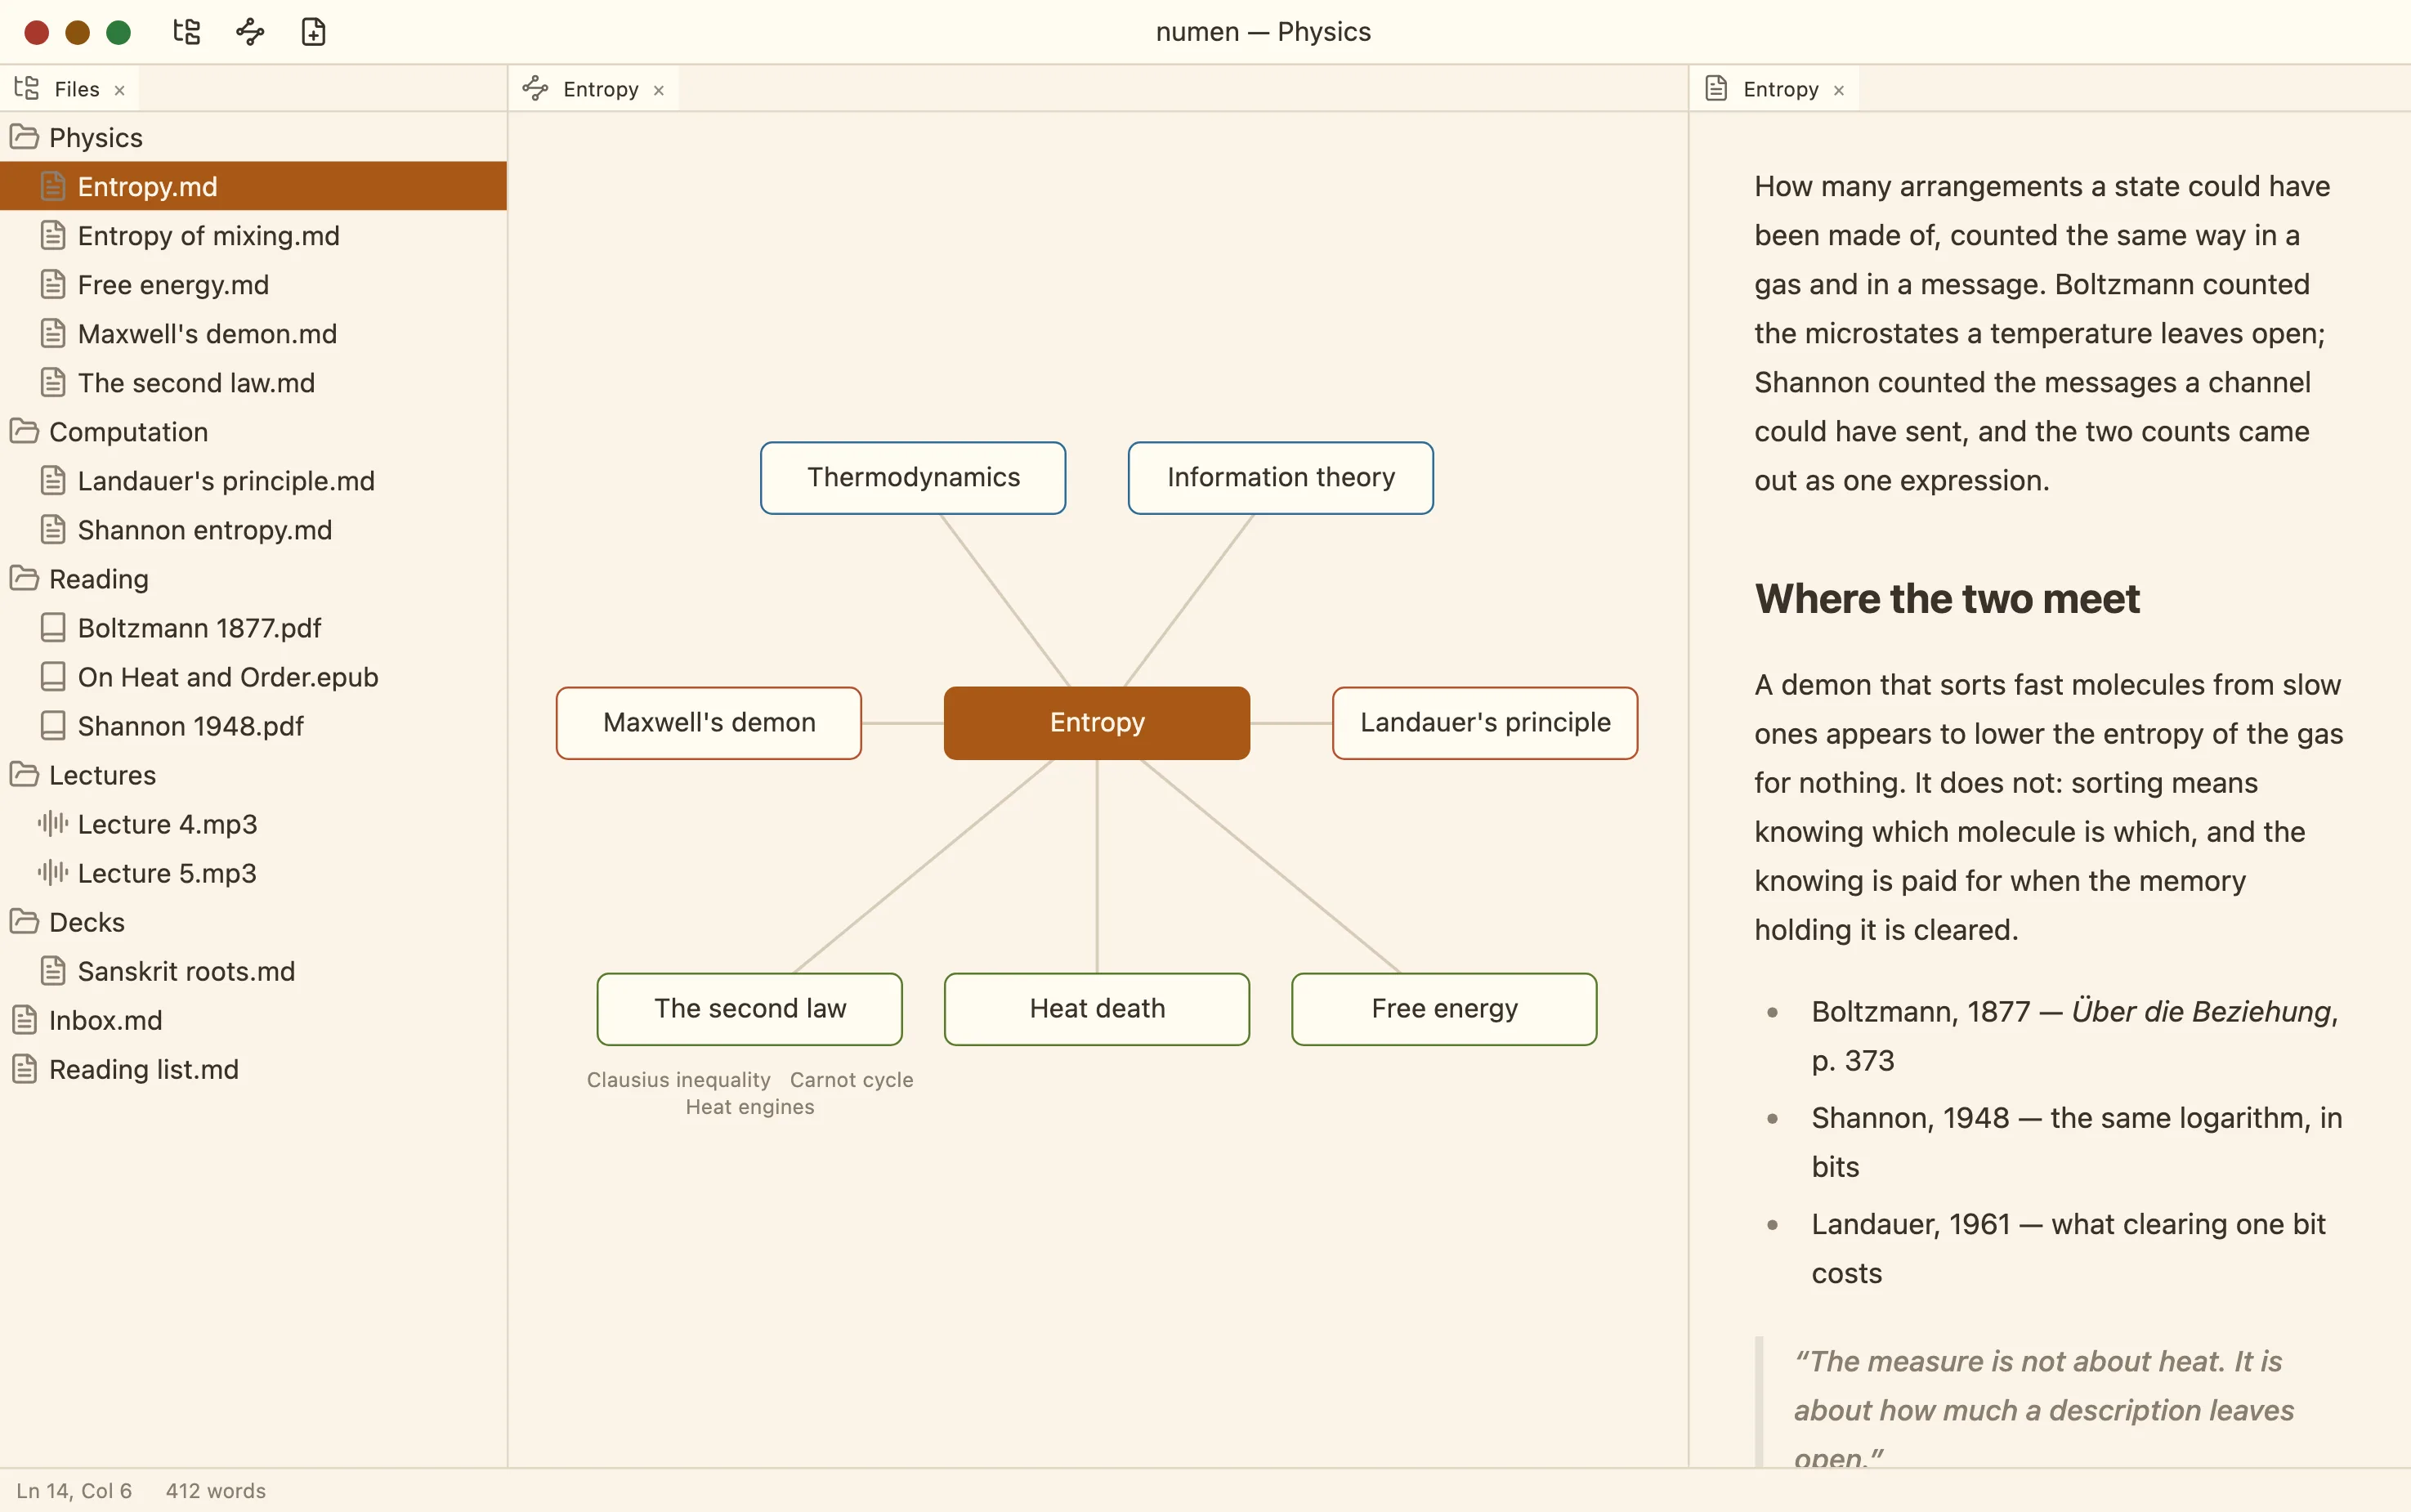 numen — Physics
Files ×
Physics
Entropy.md
Entropy of mixing.md
Free energy.md
Maxwell's demon.md
The second law.md
Computation
Landauer's principle.md
Shannon entropy.md
Reading
Boltzmann 1877.pdf
On Heat and Order.epub
Shannon 1948.pdf
Lectures
Lecture 4.mp3
Lecture 5.mp3
Decks
Sanskrit roots.md
Inbox.md
Reading list.md
Entropy ×
Thermodynamics
Information theory
Maxwell's demon
Entropy
Landauer's principle
The second law
Heat death
Free energy
Clausius inequality Carnot cycle
Heat engines
Entropy ×
How many arrangements a state could have
been made of, counted the same way in a
gas and in a message. Boltzmann counted
the microstates a temperature leaves open;
Shannon counted the messages a channel
could have sent, and the two counts came
out as one expression.
Where the two meet
A demon that sorts fast molecules from slow
ones appears to lower the entropy of the gas
for nothing. It does not: sorting means
knowing which molecule is which, and the
knowing is paid for when the memory
holding it is cleared.
• Boltzmann, 1877 — Über die Beziehung,
p. 373
• Shannon, 1948 — the same logarithm, in
bits
• Landauer, 1961 — what clearing one bit
costs
“The measure is not about heat. It is
about how much a description leaves
open.”
Ln 14, Col 6 412 words